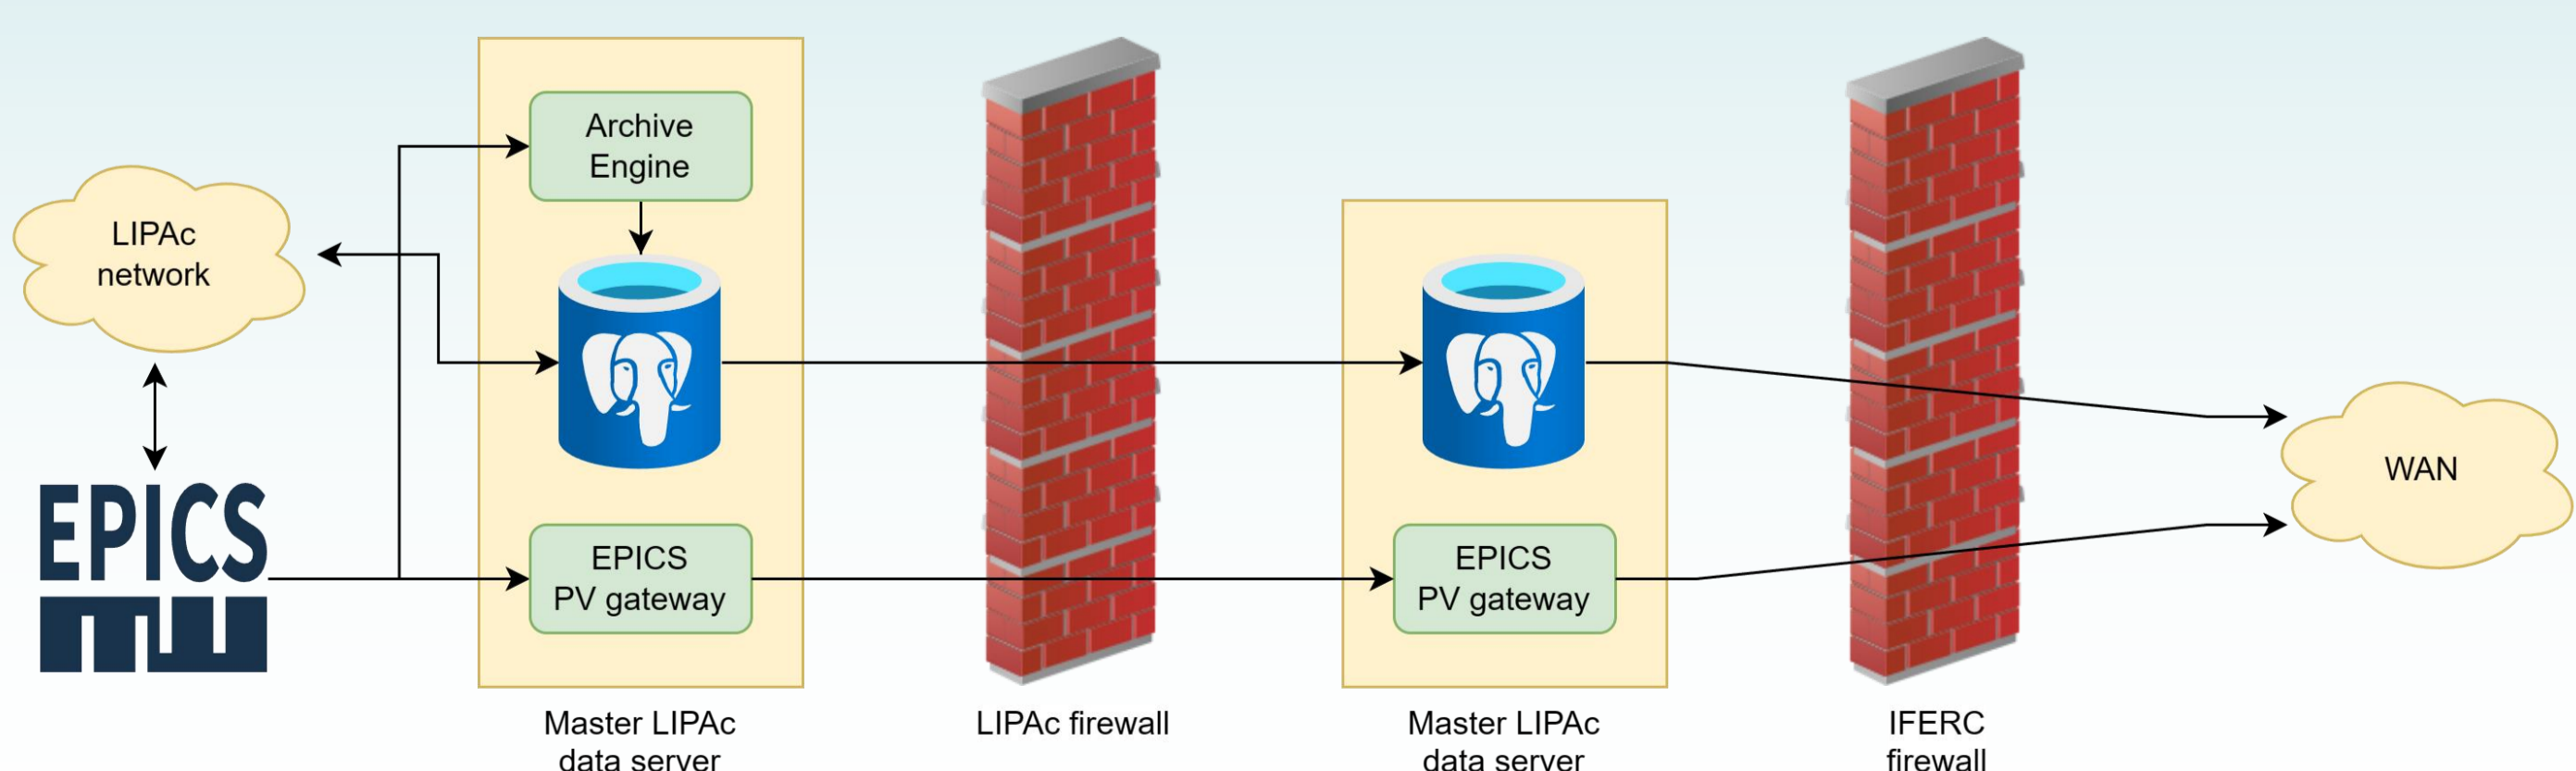 Archive
Engine
LIPAc
network
EPICS
EPICS
PV gateway
EPICS
PV gateway
WAN
Master LIPAc
data server
LIPAc firewall
Master LIPAc
data server
IFERC
firewall